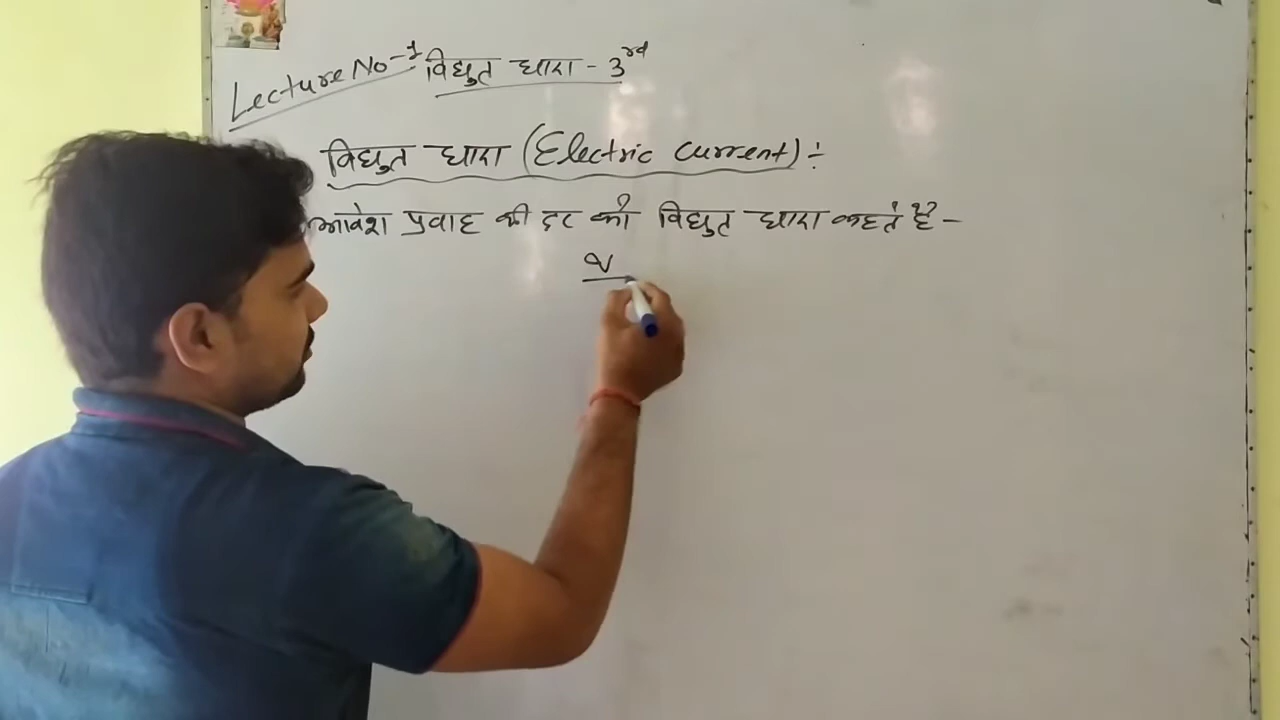 Lecture No-1 विद्युत धारा - 3rd
विद्युत धारा (Electric current) ÷
आवेश प्रवाह की दर को विद्युत धारा कहते हैं -